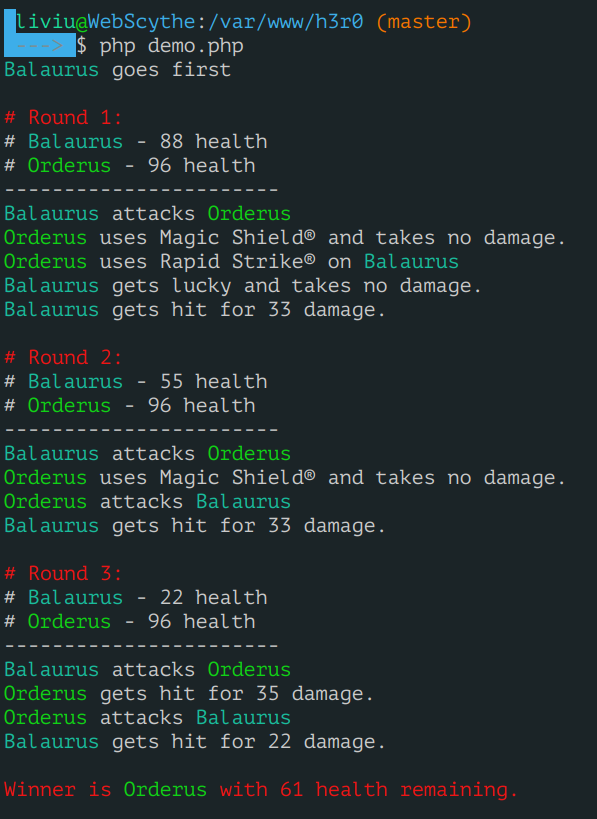 liviu@WebScythe:/var/www/h3r0 (master)
---> $ php demo.php
Balaurus goes first
# Round 1:
# Balaurus - 88 health
# Orderus - 96 health
-----------------------
Balaurus attacks Orderus
Orderus uses Magic Shield® and takes no damage.
Orderus uses Rapid Strike® on Balaurus
Balaurus gets lucky and takes no damage.
Balaurus gets hit for 33 damage.
# Round 2:
# Balaurus - 55 health
# Orderus - 96 health
-----------------------
Balaurus attacks Orderus
Orderus uses Magic Shield® and takes no damage.
Orderus attacks Balaurus
Balaurus gets hit for 33 damage.
# Round 3:
# Balaurus - 22 health
# Orderus - 96 health
-----------------------
Balaurus attacks Orderus
Orderus gets hit for 35 damage.
Orderus attacks Balaurus
Balaurus gets hit for 22 damage.
Winner is Orderus with 61 health remaining.